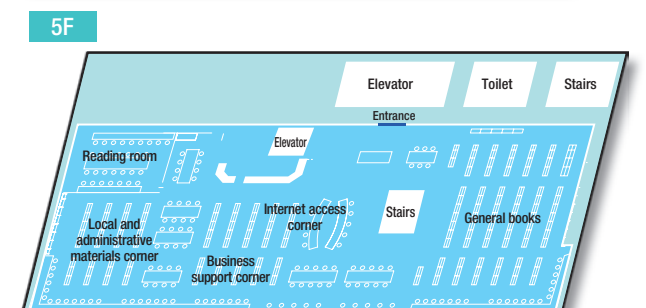 5F
Elevator
Toilet
Stairs
Entrance
Elevator
Reading room
Internet access
corner
Stairs
General books
Local and
administrative
materials corner
Business
support corner